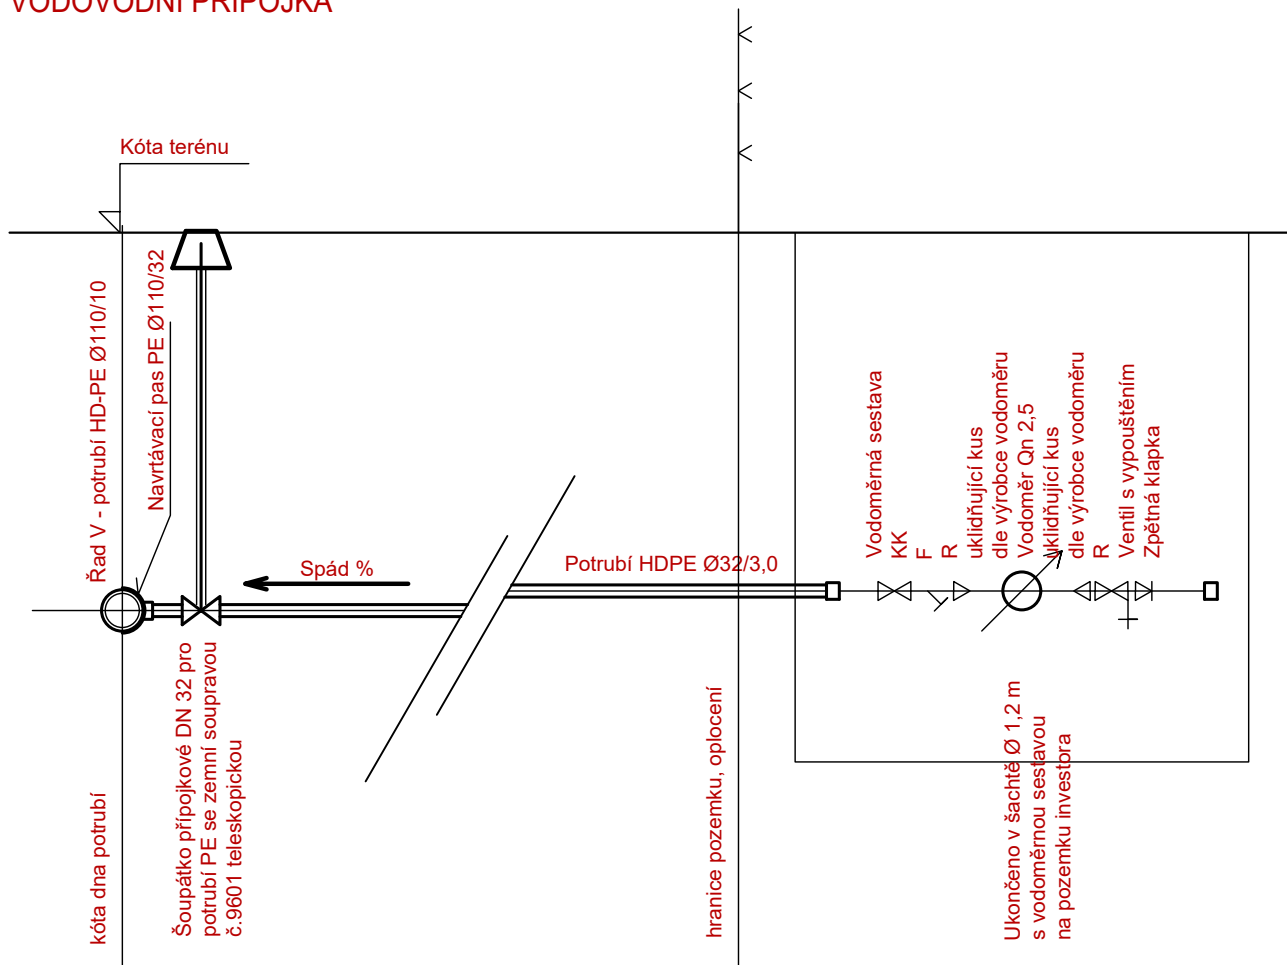 VODOVODNÍ PŘÍPOJKA
Kóta terénu
Řad V - potrubí HD-PE Ø110/10
Navrtávací pas PE Ø110/32
Spád %
Potrubí HDPE Ø32/3,0
Vodoměrná sestava
KK
F
R
uklidňující kus
dle výrobce vodoměru
Vodoměr Qn 2,5
uklidňující kus
dle výrobce vodoměru
R
Ventil s vypouštěním
Zpětná klapka
kóta dna potrubí
Šoupátko přípojkové DN 32 pro
potrubí PE se zemní soupravou
č.9601 teleskopickou
hranice pozemku, oplocení
Ukončeno v šachtě Ø 1,2 m
s vodoměrnou sestavou
na pozemku investora